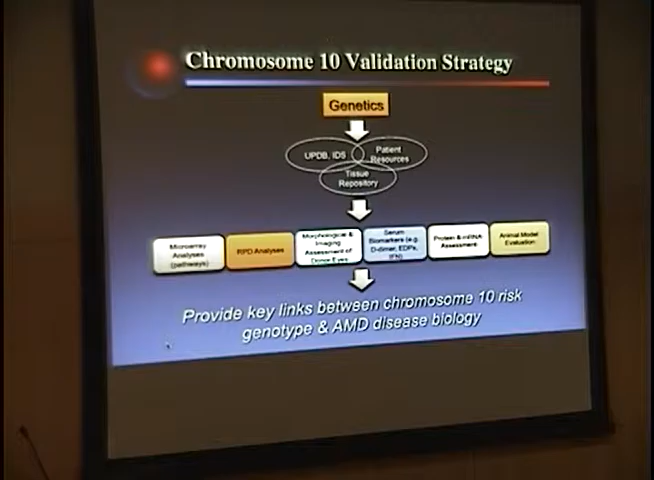 Chromosome 10 Validation Strategy
Genetics
UPDB, IDS
Patient
Resources
Tissue
Repository
Microarray
Analyses
(pathways)
RPD Analyses
Morphological &
Imaging
Assessment of
Donor Eyes
Serum
Biomarkers (e.g.
D-dimer, EDPs,
IFN)
Protein & mRNA
Assessment
Animal Model
Evaluation
Provide key links between chromosome 10 risk
genotype & AMD disease biology